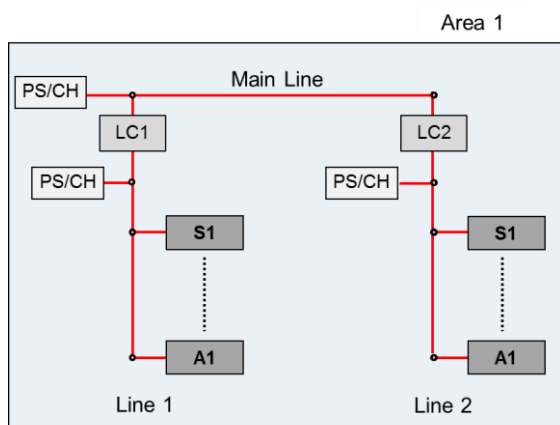 Area 1
Main Line
PS/CH
LC1
LC2
PS/CH
PS/CH
S1
S1
A1
A1
Line 1
Line 2